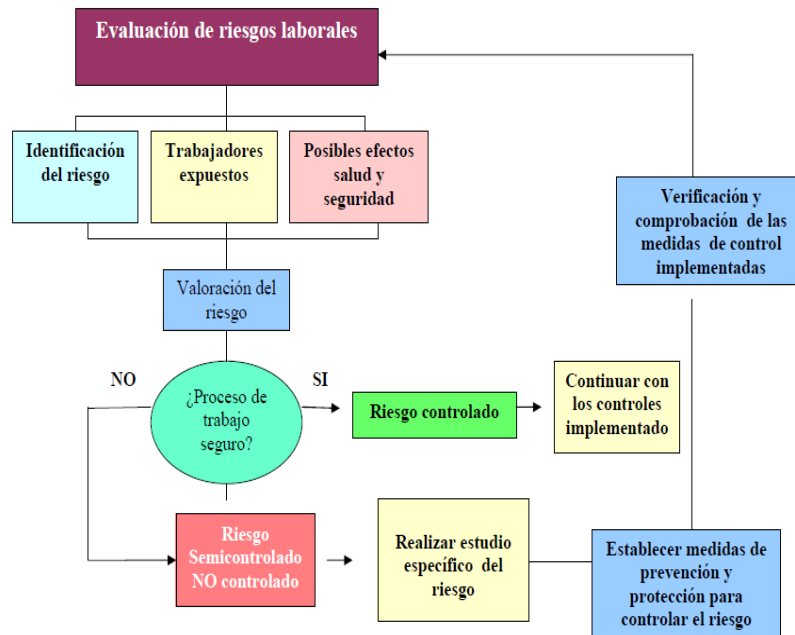 Evaluación de riesgos laborales
Identificación
del riesgo
Trabajadores
expuestos
Posibles efectos
salud y
seguridad
Verificación y
comprobación de las
medidas de control
implementadas
Valoración del
riesgo
NO
SI
¿Proceso de
trabajo
seguro?
Riesgo controlado
Continuar con
los controles
implementado
Riesgo
Semicontrolado
NO controlado
Realizar estudio
específico del
riesgo
Establecer medidas de
prevención y
protección para
controlar el riesgo